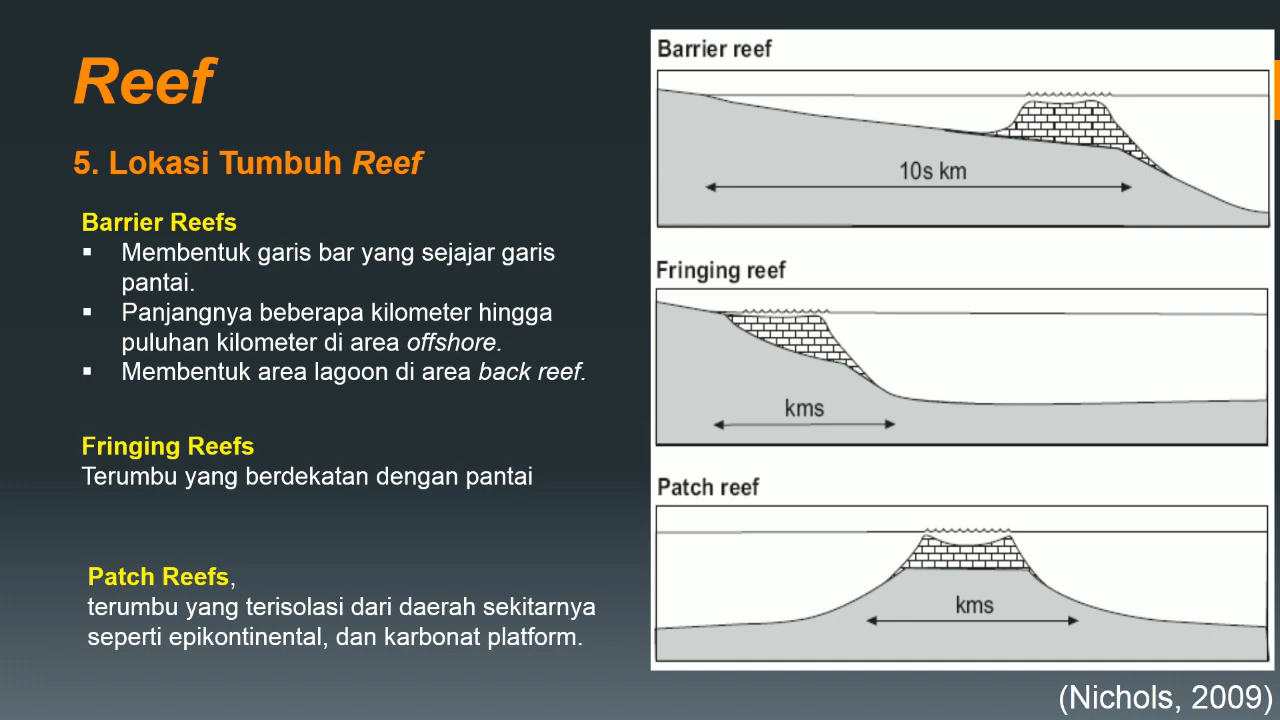 Reef
5. Lokasi Tumbuh Reef
Barrier Reefs
▪ Membentuk garis bar yang sejajar garis
pantai.
▪ Panjangnya beberapa kilometer hingga
puluhan kilometer di area offshore.
▪ Membentuk area lagoon di area back reef.
Fringing Reefs
Terumbu yang berdekatan dengan pantai
Patch Reefs,
terumbu yang terisolasi dari daerah sekitarnya
seperti epikontinental, dan karbonat platform.
Barrier reef
10s km
Fringing reef
kms
Patch reef
kms
(Nichols, 2009)